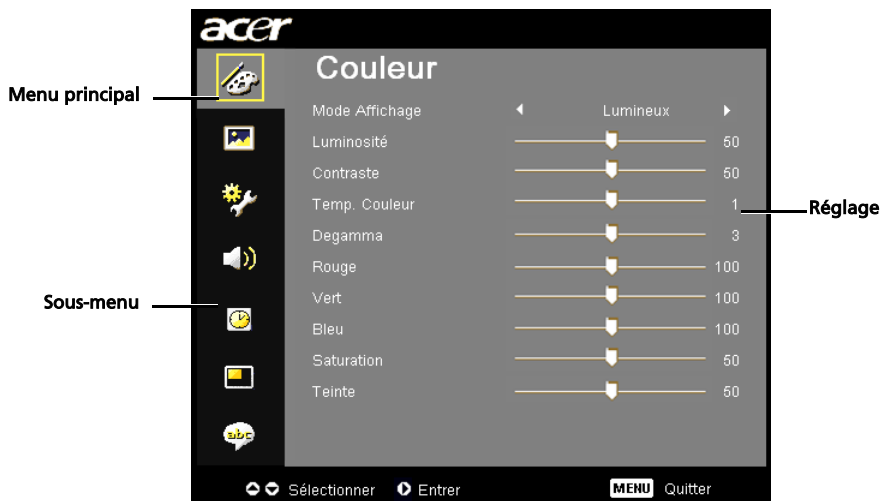 acer
Couleur
Menu principal
Mode Affichage Lumineux
Luminosité 50
Contraste 50
Temp. Couleur 1
Réglage
Degamma 3
Rouge 100
Vert 100
Sous-menu
Bleu 100
Saturation 50
Teinte 50
abc
Sélectionner Entrer MENU Quitter